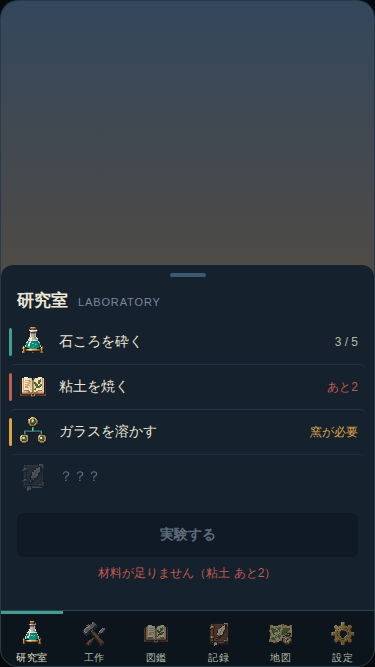 研究室 LABORATORY
石ころを砕く 3 / 5
粘土を焼く あと2
ガラスを溶かす 窯が必要
？？？
実験する
材料が足りません（粘土 あと2）
研究室 工作 図鑑 記録 地図 設定